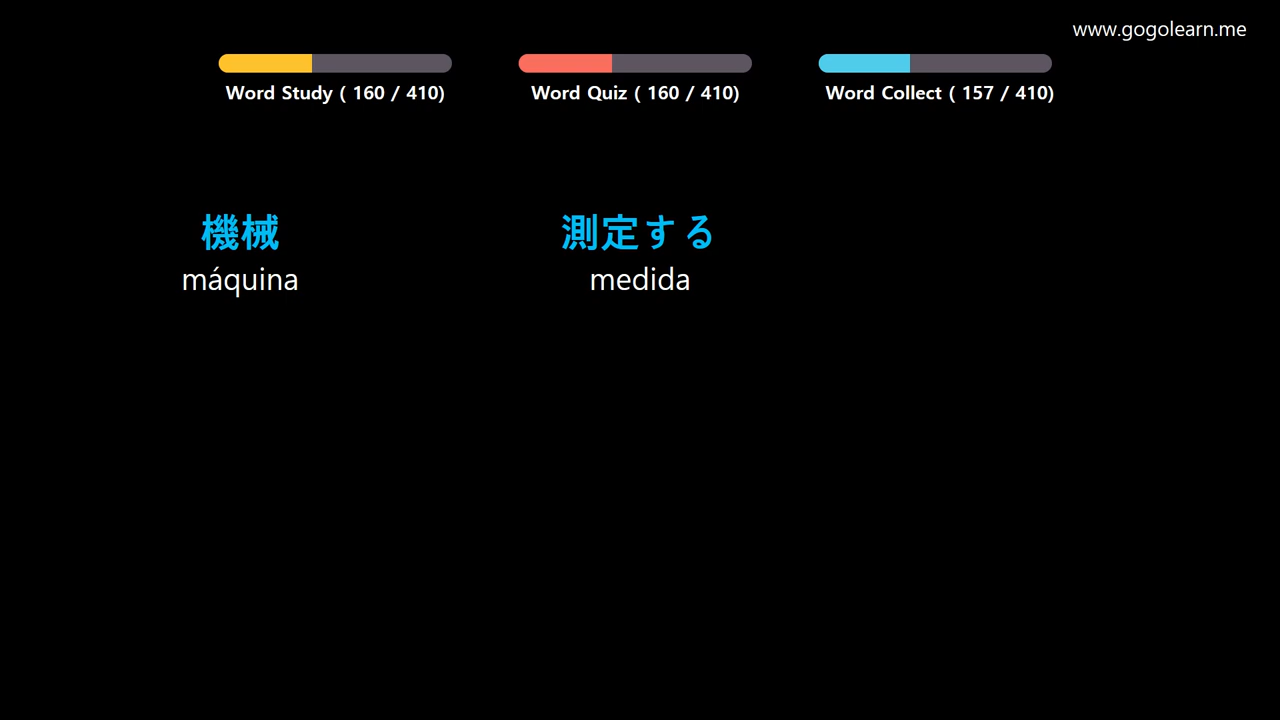 www.gogolearn.me
Word Study ( 160 / 410)
Word Quiz ( 160 / 410)
Word Collect ( 157 / 410)
機械
máquina
測定する
medida